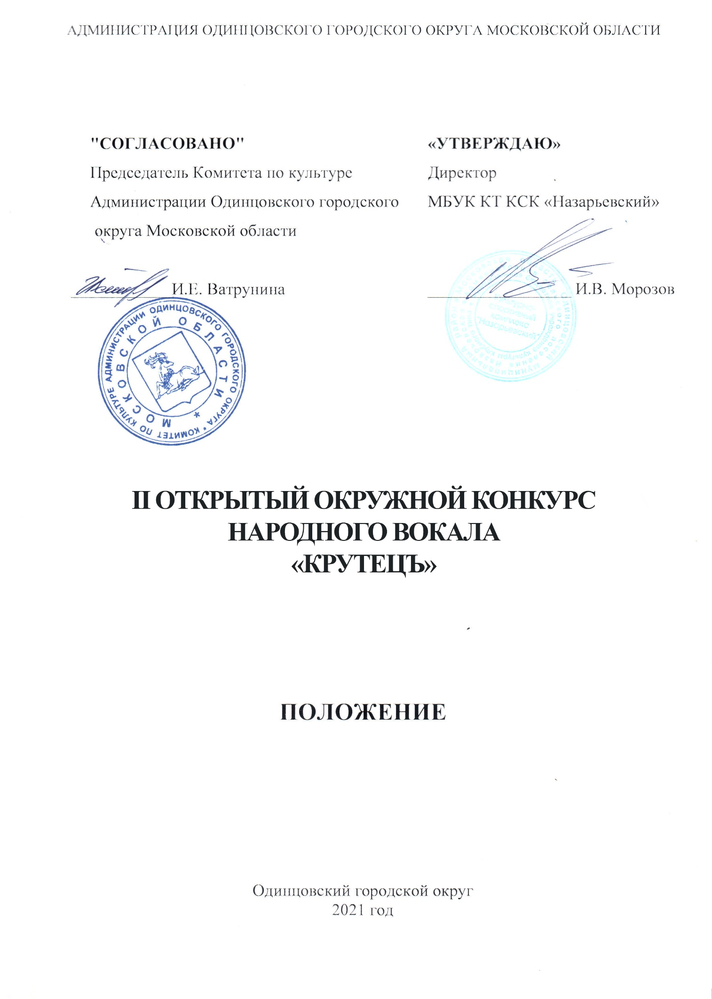 АДМИНИСТРАЦИЯ ОДИНЦОВСКОГО ГОРОДСКОГО ОКРУГА МОСКОВСКОЙ ОБЛАСТИ
"СОГЛАСОВАНО"
Председатель Комитета по культуре
Администрации Одинцовского городского
округа Московской области
И.Е. Ватрунина
КОМИТЕТ ПО КУЛЬТУРЕ АДМИНИСТРАЦИИ ОДИНЦОВСКОГО ГОРОДСКОГО ОКРУГА *
МОСКОВСКОЙ ОБЛАСТИ *
«УТВЕРЖДАЮ»
Директор
МБУК КТ КСК «Назарьевский»
И.В. Морозов
спортивный
комплекс
"Назарьевский"
II ОТКРЫТЫЙ ОКРУЖНОЙ КОНКУРС
НАРОДНОГО ВОКАЛА
«КРУТЕЦЪ»
ПОЛОЖЕНИЕ
Одинцовский городской округ
2021 год